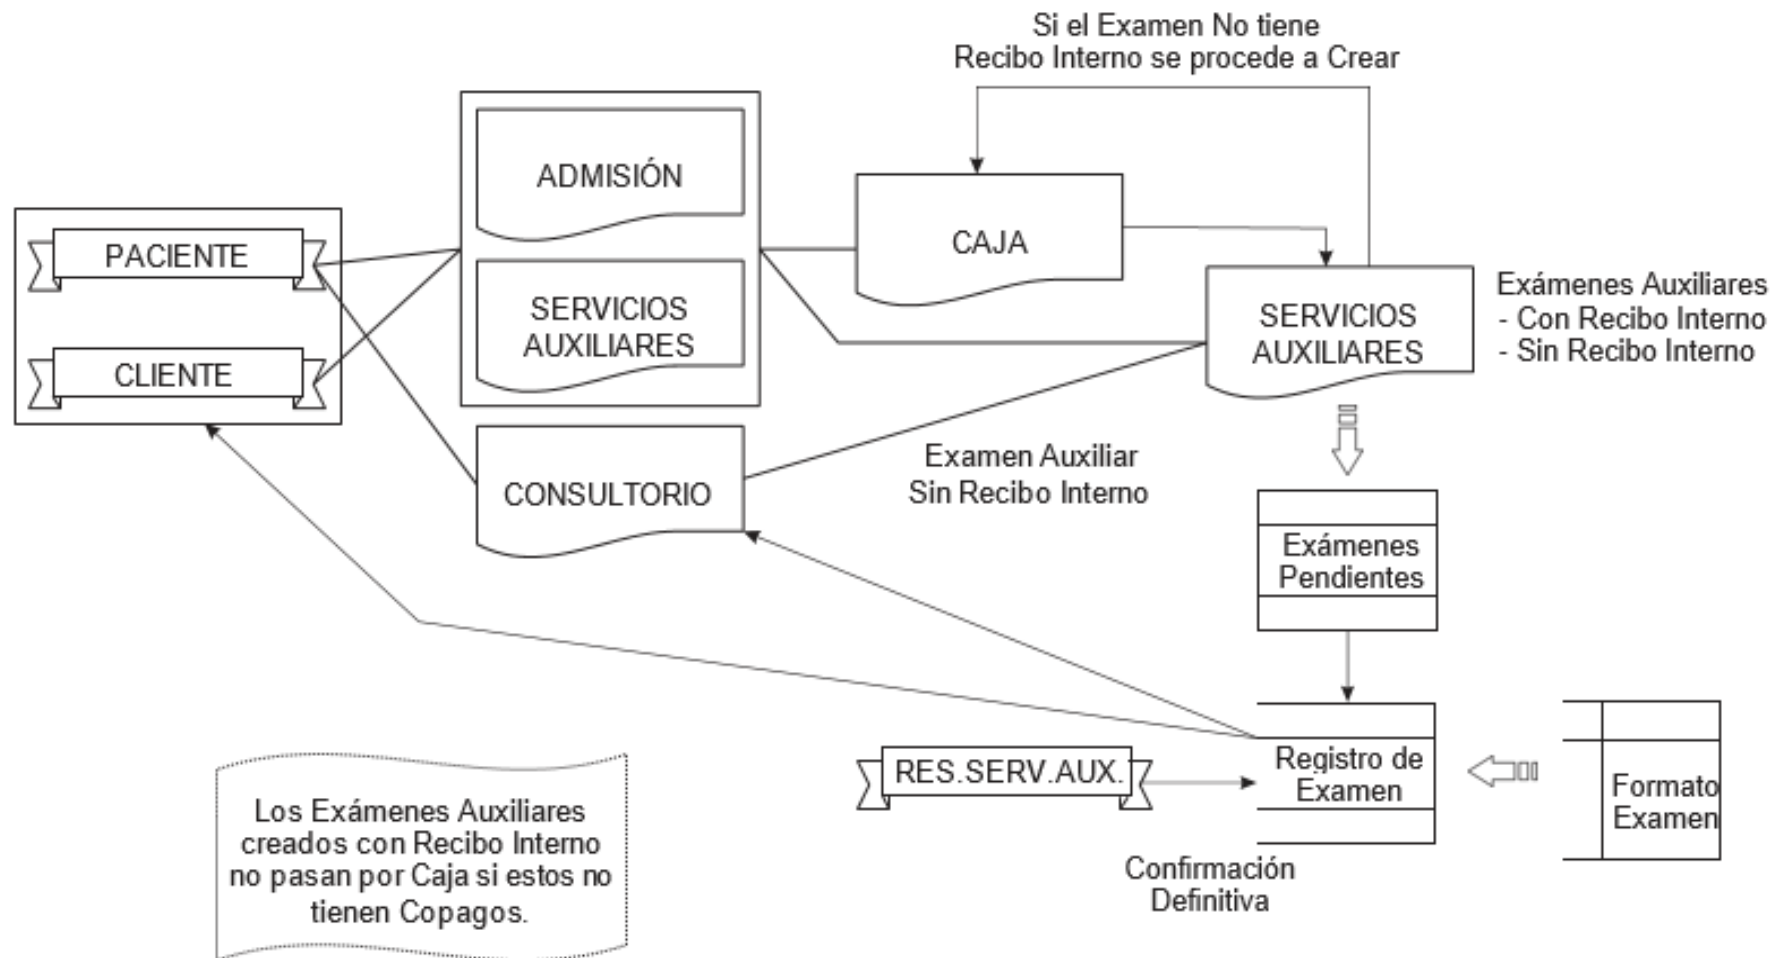 Si el Examen No tiene
Recibo Interno se procede a Crear
ADMISIÓN
PACIENTE
CAJA
SERVICIOS
AUXILIARES
SERVICIOS
AUXILIARES
Exámenes Auxiliares
- Con Recibo Interno
- Sin Recibo Interno
CLIENTE
CONSULTORIO
Examen Auxiliar
Sin Recibo Interno
Exámenes
Pendientes
RES.SERV.AUX.
Registro de
Examen
Formato
Examen
Confirmación
Definitiva
Los Exámenes Auxiliares
creados con Recibo Interno
no pasan por Caja si estos no
tienen Copagos.